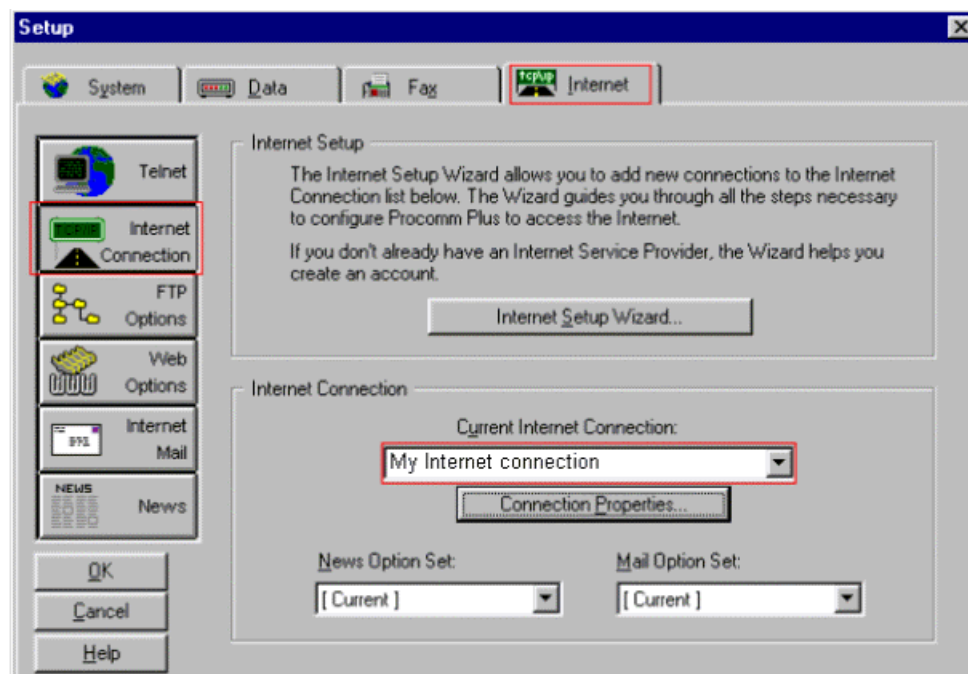 Setup
System
Data
tcp/ip
Fax
Internet
Telnet
TCP/IP
Internet
Connection
FTP
Options
Web
Options
Internet
Mail
NEWS
News
OK
Cancel
Help
Internet Setup
The Internet Setup Wizard allows you to add new connections to the Internet
Connection list below. The Wizard guides you through all the steps necessary
to configure Procomm Plus to access the Internet.
If you don't already have an Internet Service Provider, the Wizard helps you
create an account.
Internet Setup Wizard...
Internet Connection
Current Internet Connection:
My Internet connection
Connection Properties...
News Option Set:
[ Current ]
Mail Option Set:
[ Current ]